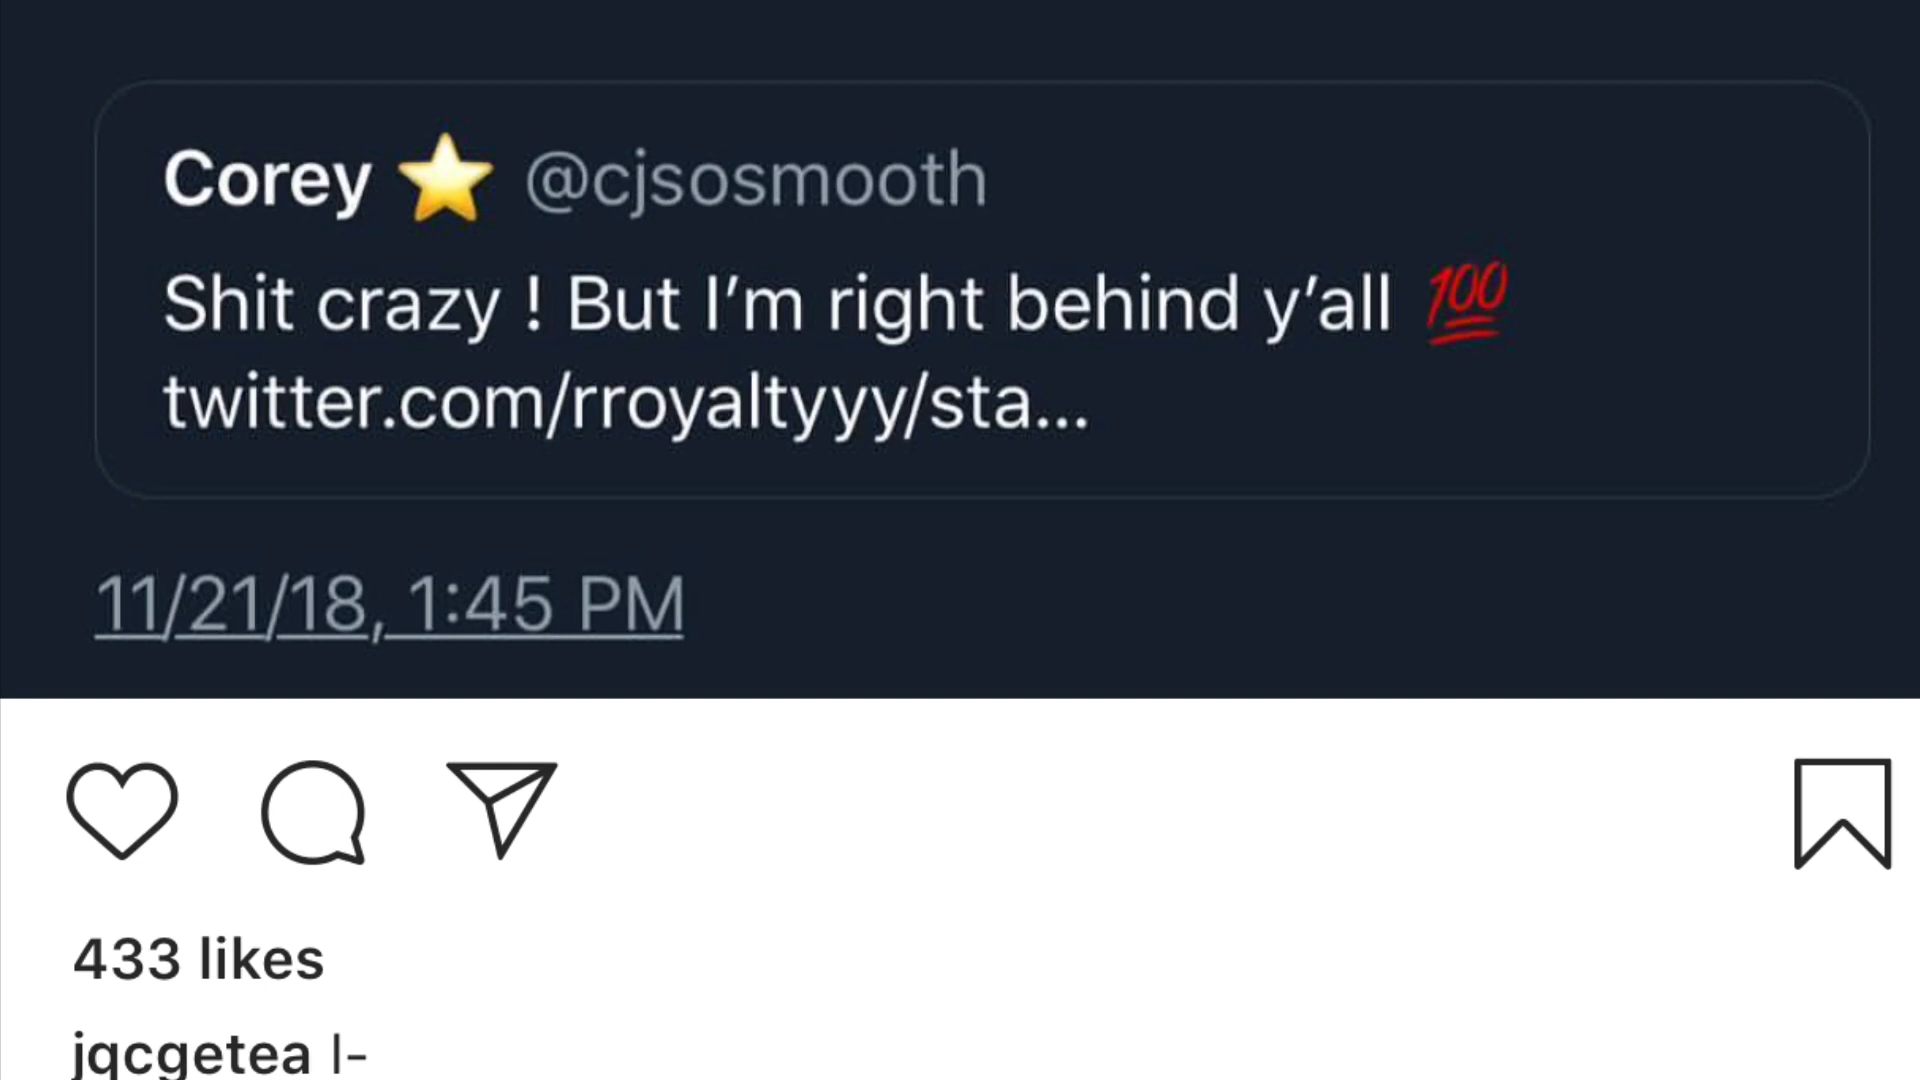 Corey ⭐ @cjsosmooth
Shit crazy ! But I’m right behind y’all 💯
twitter.com/rroyaltyyy/sta...
11/21/18, 1:45 PM
433 likes
jqcgetea I-